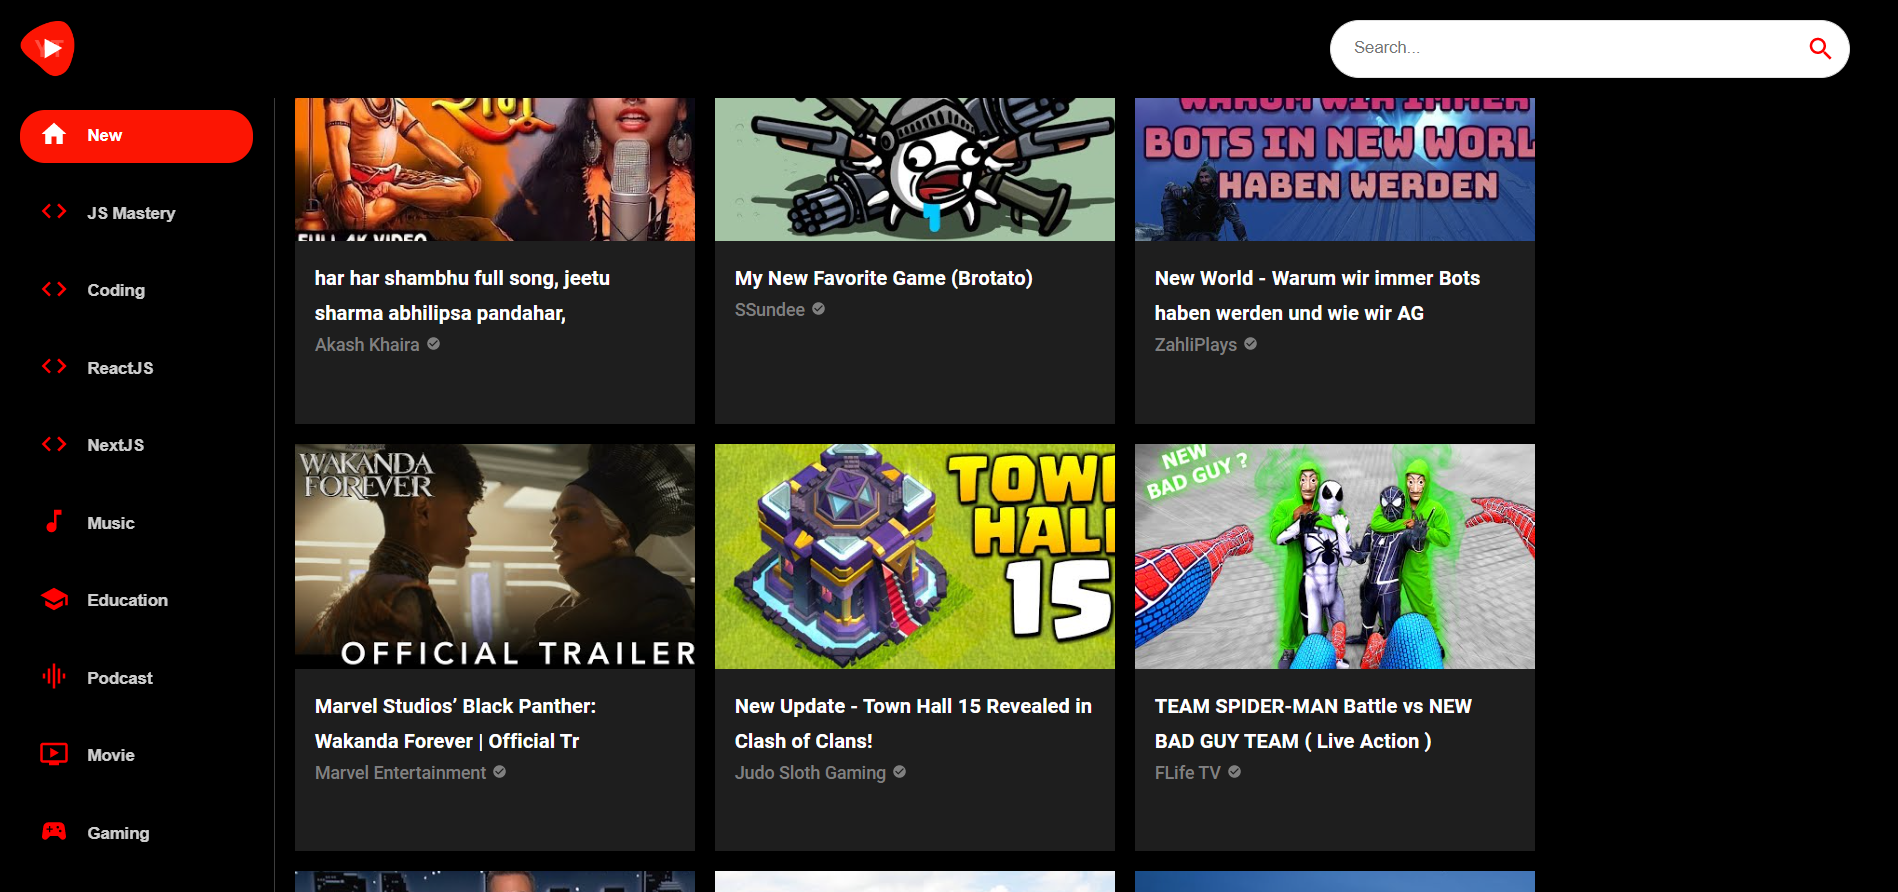 YT
Search...
New
JS Mastery
Coding
ReactJS
NextJS
Music
Education
Podcast
Movie
Gaming
FULL 4K VIDEO
har har shambhu full song, jeetu
sharma abhilipsa pandahar,
Akash Khaira
My New Favorite Game (Brotato)
SSundee
WARUM WIR IMMER
BOTS IN NEW WORL
HABEN WERDEN
New World - Warum wir immer Bots
haben werden und wie wir AG
ZahliPlays
WAKANDA
FOREVER
OFFICIAL TRAILER
Marvel Studios’ Black Panther:
Wakanda Forever | Official Tr
Marvel Entertainment
TOWN
HALL
15
New Update - Town Hall 15 Revealed in
Clash of Clans!
Judo Sloth Gaming
NEW
BAD GUY ?
TEAM SPIDER-MAN Battle vs NEW
BAD GUY TEAM ( Live Action )
FLife TV